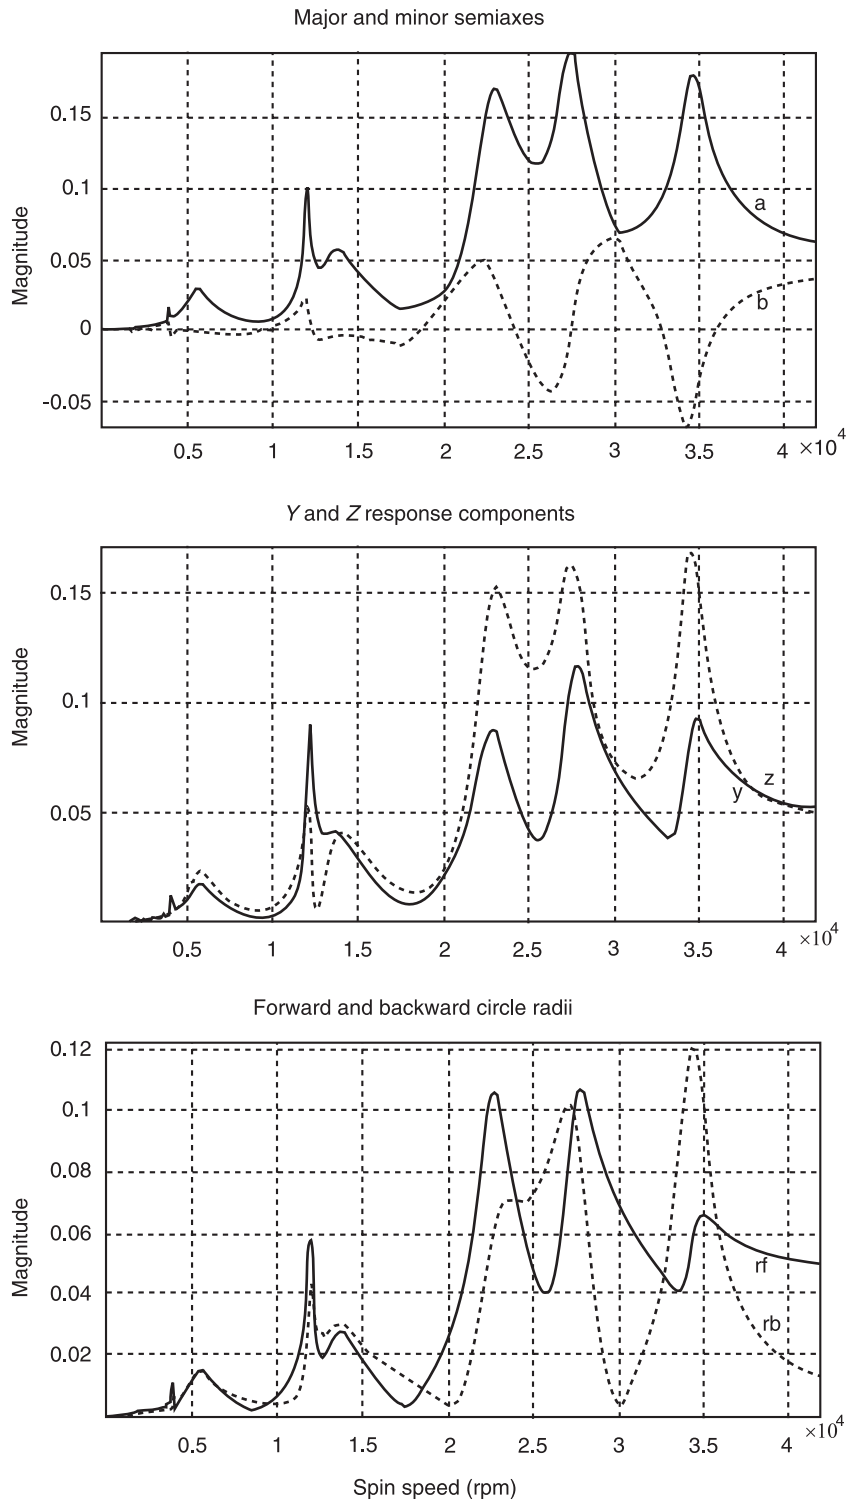 Major and minor semiaxes
Magnitude
0.15
0.1
0.05
0
-0.05
a
b
0.5 1 1.5 2 2.5 3 3.5 4 ×10⁴
Y and Z response components
Magnitude
0.15
0.1
0.05
z
y
0.5 1 1.5 2 2.5 3 3.5 4 ×10⁴
Forward and backward circle radii
Magnitude
0.12
0.1
0.08
0.06
0.04
0.02
rf
rb
0.5 1 1.5 2 2.5 3 3.5 4 ×10⁴
Spin speed (rpm)